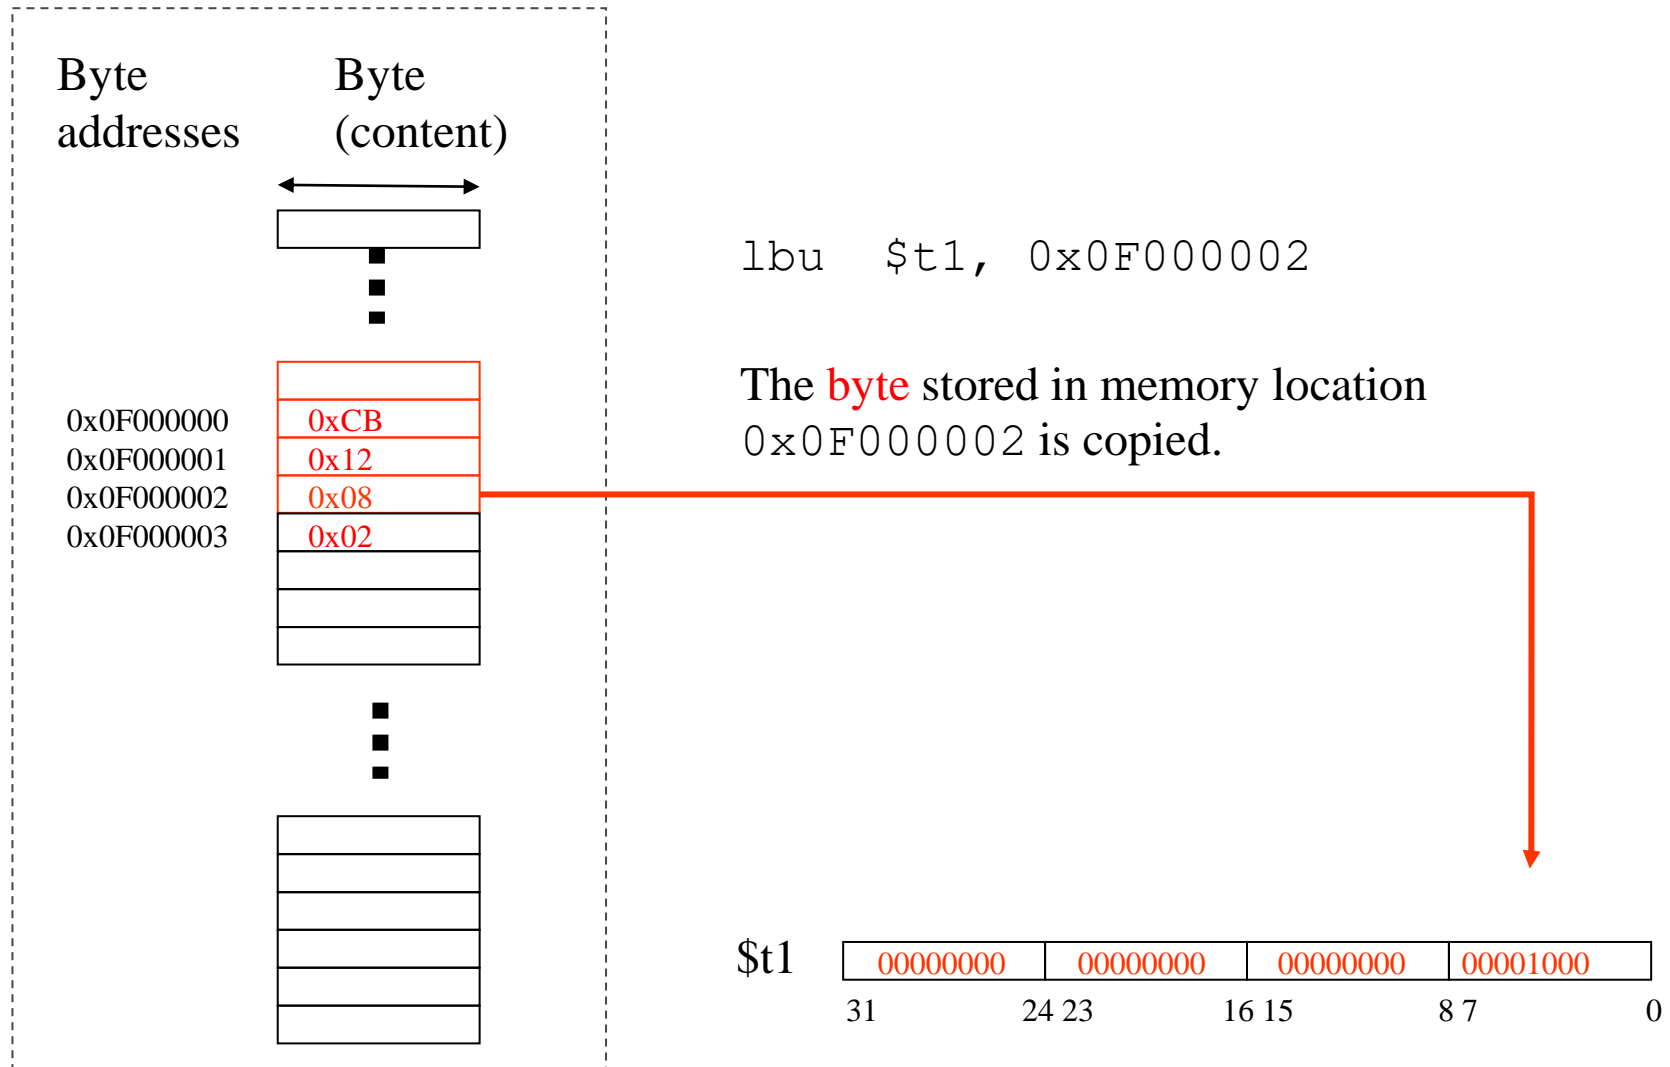 Byte addresses
Byte (content)
lbu $t1, 0x0F000002
The byte stored in memory location
0x0F000002 is copied.
0x0F000000 0xCB
0x0F000001 0x12
0x0F000002 0x08
0x0F000003 0x02
$t1 00000000 00000000 00000000 00001000
31 24 23 16 15 8 7 0